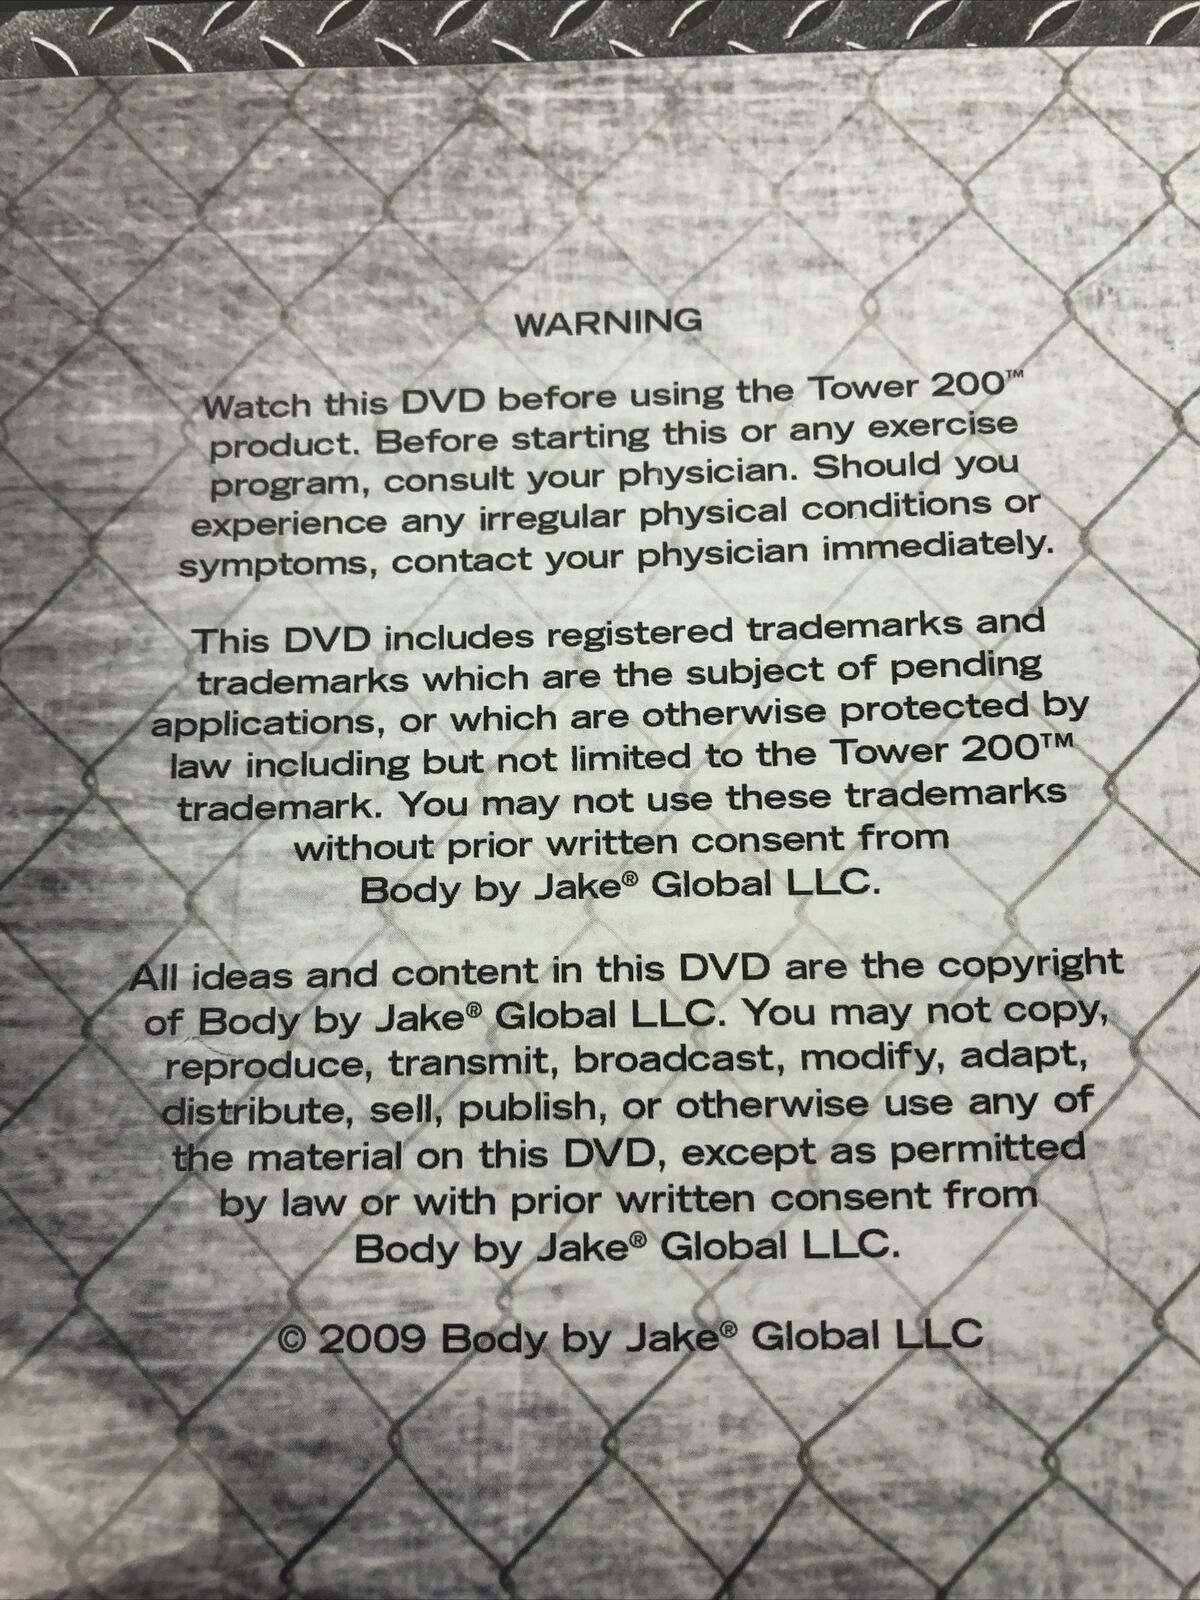 WARNING
Watch this DVD before using the Tower 200™
product. Before starting this or any exercise
program, consult your physician. Should you
experience any irregular physical conditions or
symptoms, contact your physician immediately.
This DVD includes registered trademarks and
trademarks which are the subject of pending
applications, or which are otherwise protected by
law including but not limited to the Tower 200™
trademark. You may not use these trademarks
without prior written consent from
Body by Jake® Global LLC.
All ideas and content in this DVD are the copyright
of Body by Jake® Global LLC. You may not copy,
reproduce, transmit, broadcast, modify, adapt,
distribute, sell, publish, or otherwise use any of
the material on this DVD, except as permitted
by law or with prior written consent from
Body by Jake® Global LLC.
© 2009 Body by Jake® Global LLC